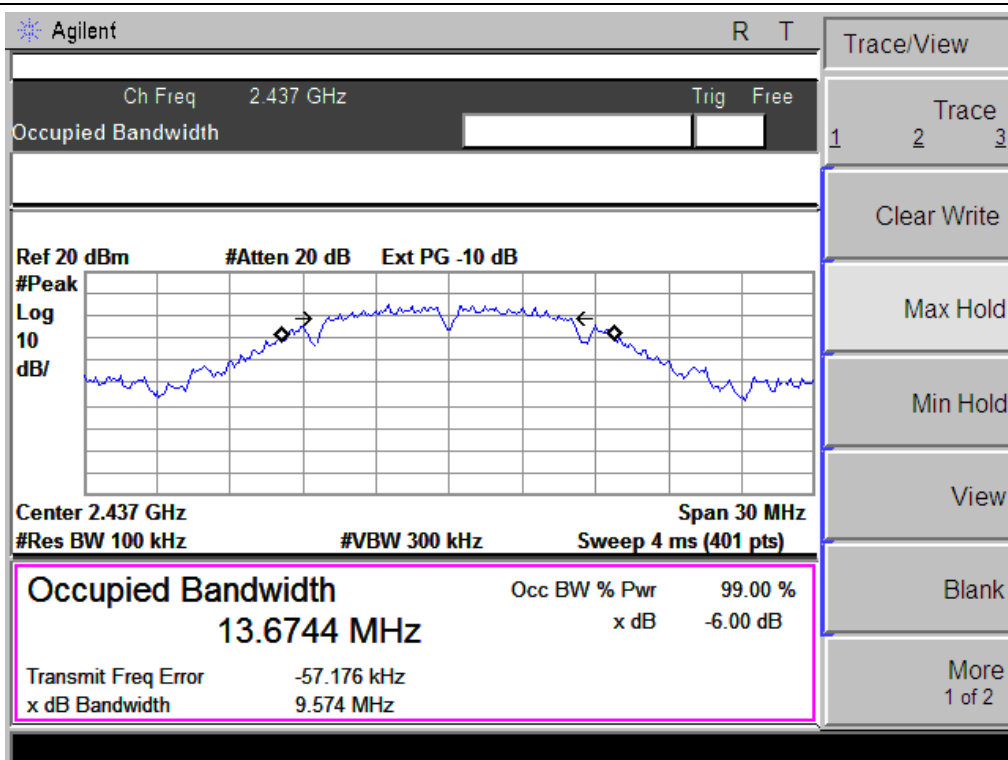 Agilent R T
Trace/View
Ch Freq 2.437 GHz Trig Free
Occupied Bandwidth
Trace
1 2 3
Clear Write
Ref 20 dBm #Atten 20 dB Ext PG -10 dB
#Peak
Log
10
dB/
Max Hold
Min Hold
View
Center 2.437 GHz Span 30 MHz
#Res BW 100 kHz #VBW 300 kHz Sweep 4 ms (401 pts)
Occupied Bandwidth Occ BW % Pwr 99.00 %
13.6744 MHz x dB -6.00 dB
Transmit Freq Error -57.176 kHz
x dB Bandwidth 9.574 MHz
Blank
More
1 of 2